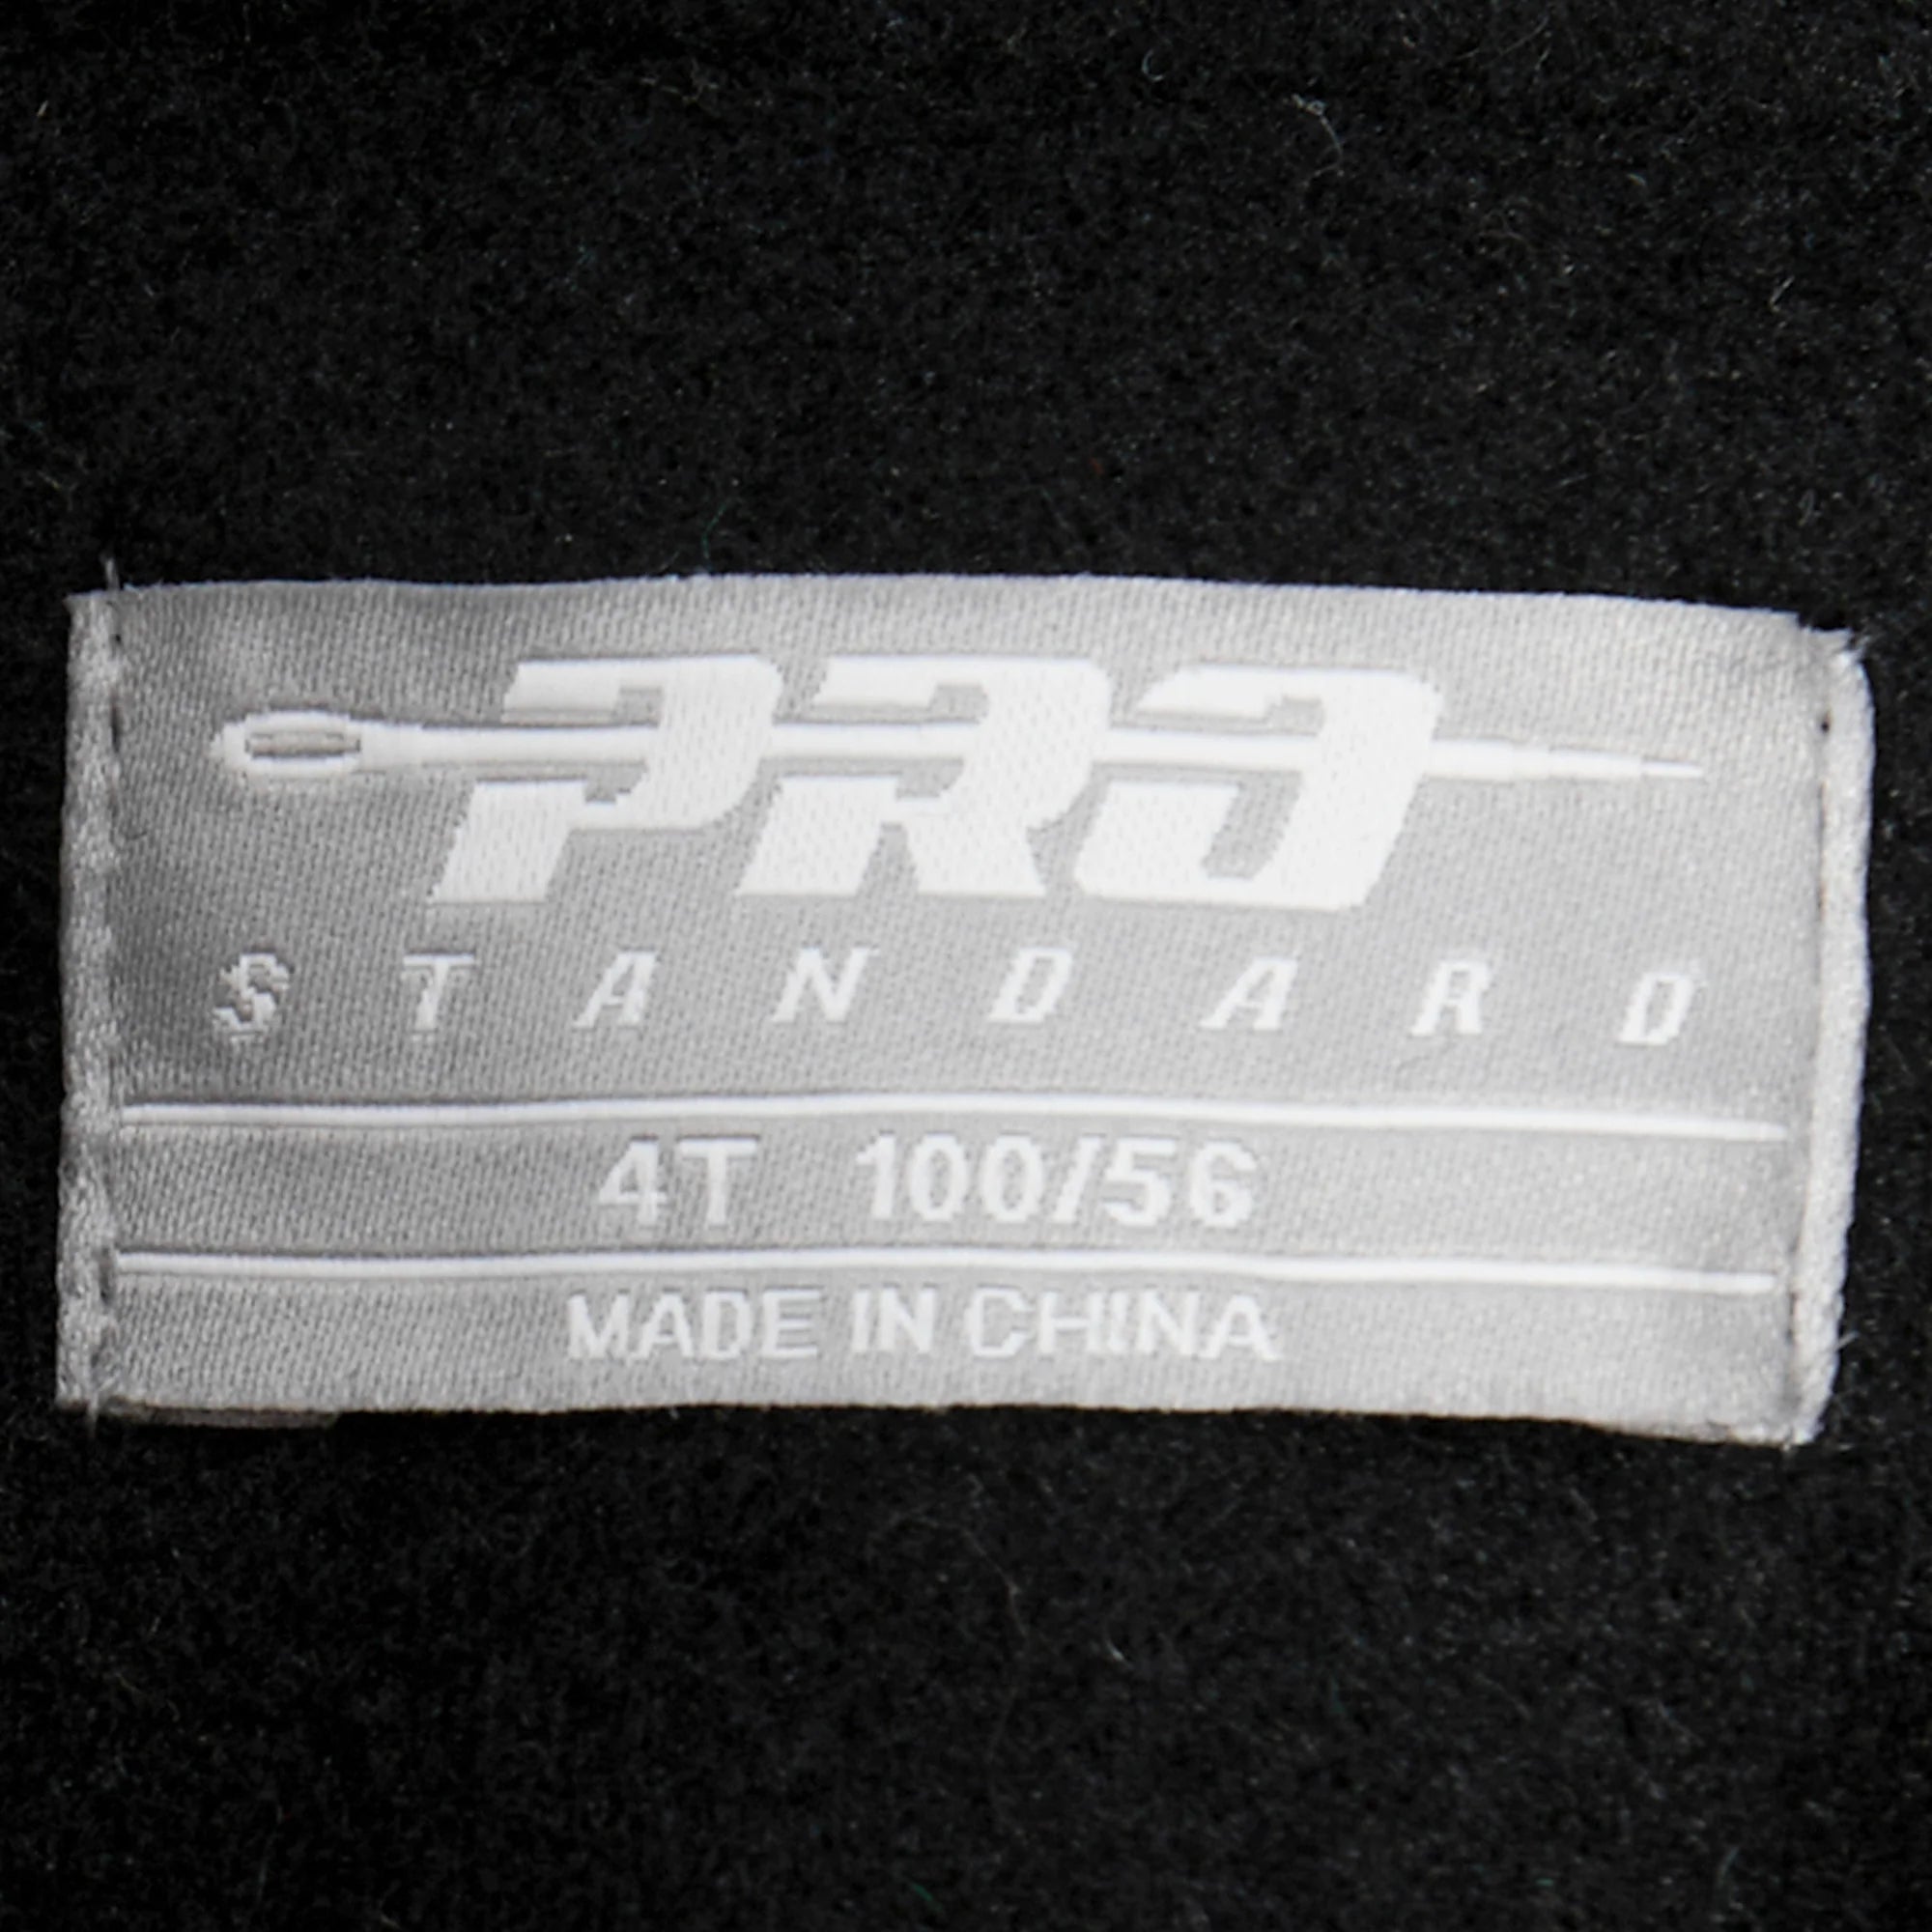 PRO
STANDARD
4T 100/56
MADE IN CHINA